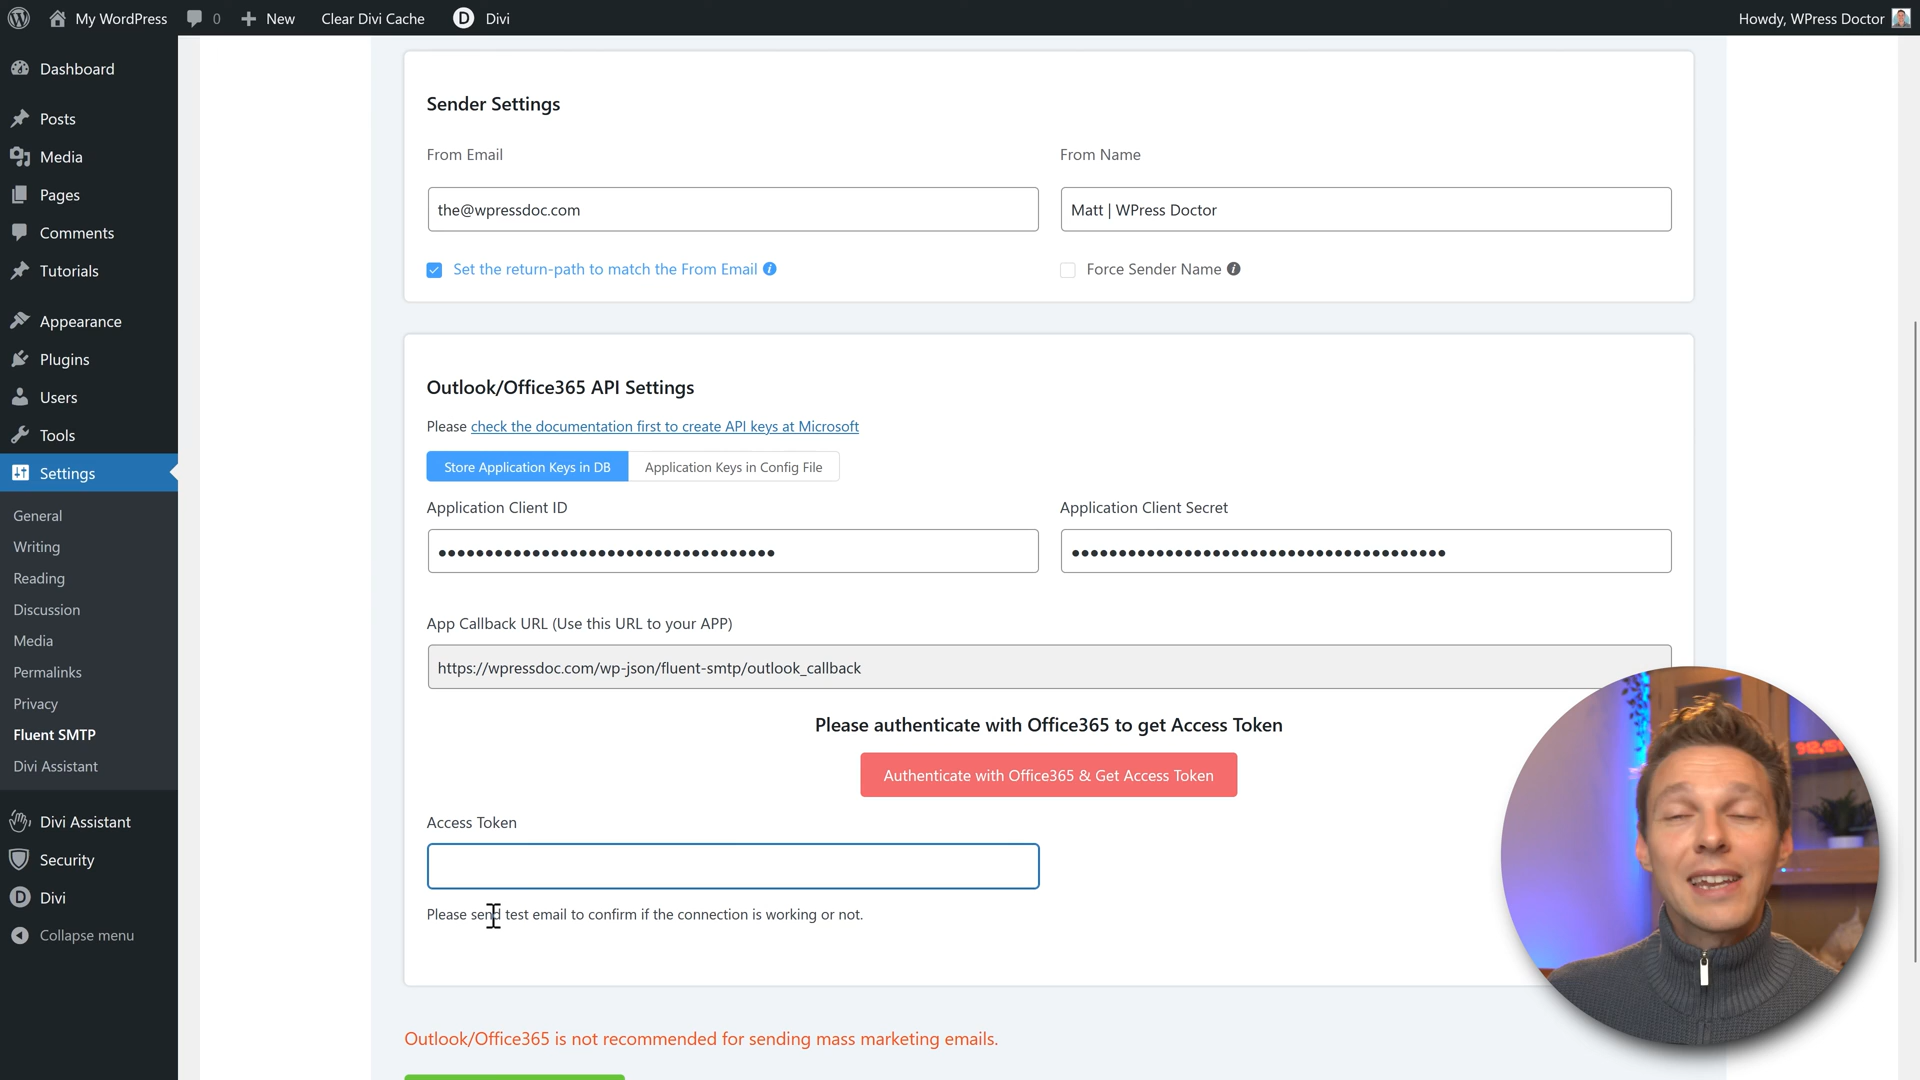 My WordPress
0
New
Clear Divi Cache
D
Divi
Howdy, WPress Doctor
Dashboard
Posts
Media
Pages
Comments
Tutorials
Appearance
Plugins
Users
Tools
Settings
General
Writing
Reading
Discussion
Media
Permalinks
Privacy
Fluent SMTP
Divi Assistant
Divi Assistant
Security
D
Divi
Collapse menu
Sender Settings
From Email
From Name
the@wpressdoc.com
Matt | WPress Doctor
Set the return-path to match the From Email
Force Sender Name
Outlook/Office365 API Settings
Please check the documentation first to create API keys at Microsoft
Store Application Keys in DB
Application Keys in Config File
Application Client ID
Application Client Secret
••••••••••••••••••••••••••••••••••••
••••••••••••••••••••••••••••••••••••••••
App Callback URL (Use this URL to your APP)
https://wpressdoc.com/wp-json/fluent-smtp/outlook_callback
Please authenticate with Office365 to get Access Token
Authenticate with Office365 & Get Access Token
Access Token
Please send test email to confirm if the connection is working or not.
Outlook/Office365 is not recommended for sending mass marketing emails.